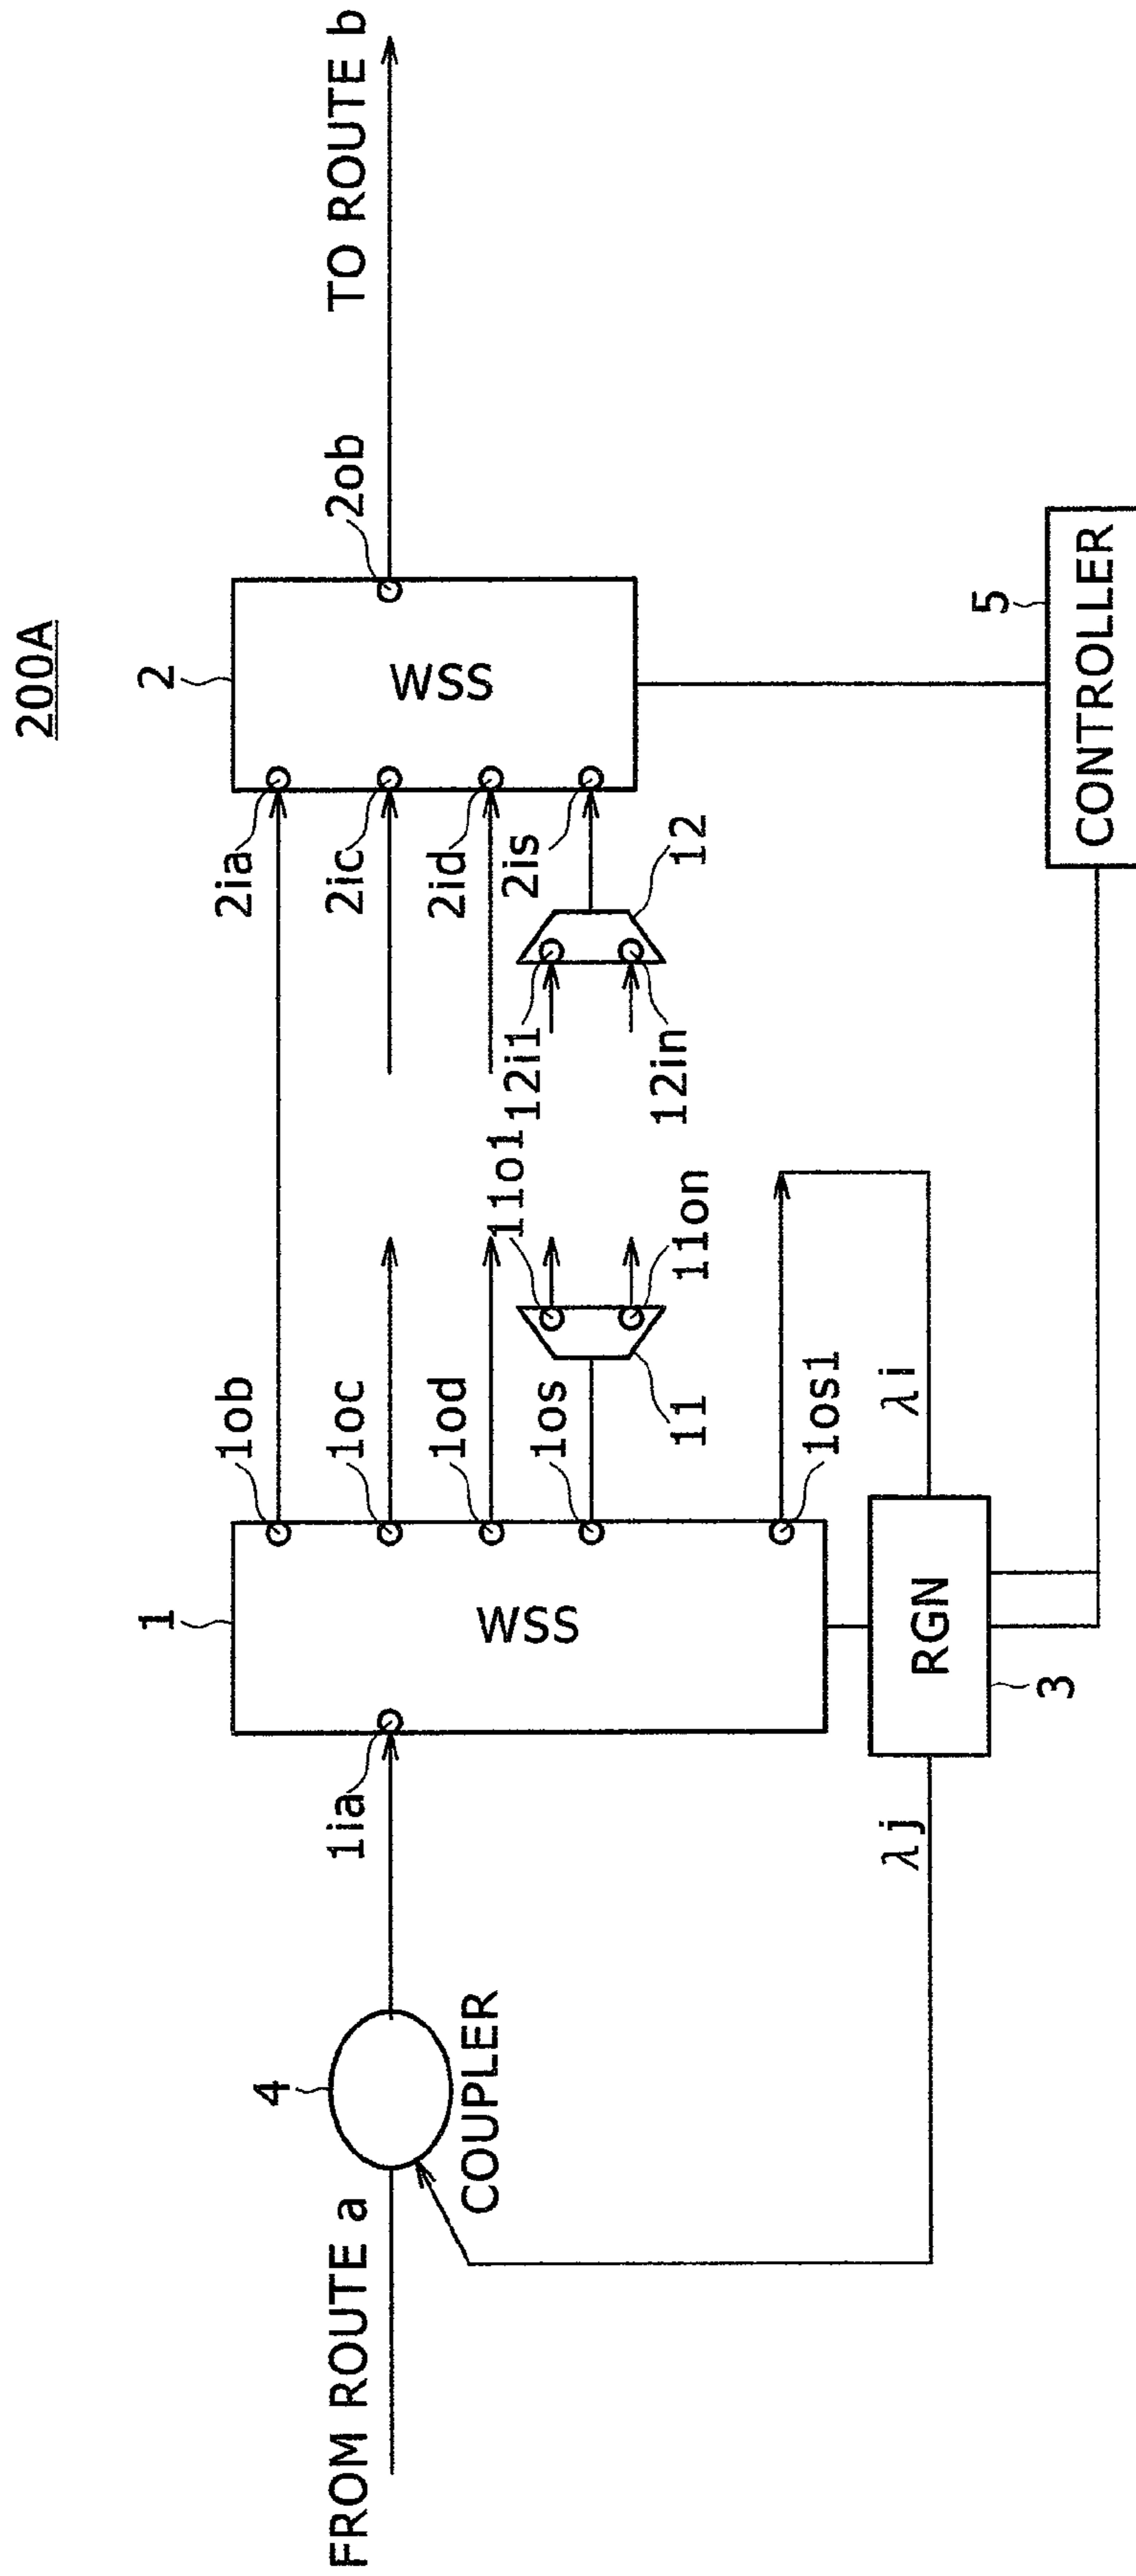 200A
FROM ROUTE a
4
COUPLER
1ia
1
WSS
1ob
1oc
1od
1os
1os1
11
11o1
11on
12i1
12in
12
2ia
2ic
2id
2is
2
WSS
2ob
TO ROUTE b
λj
RGN
3
λi
5
CONTROLLER